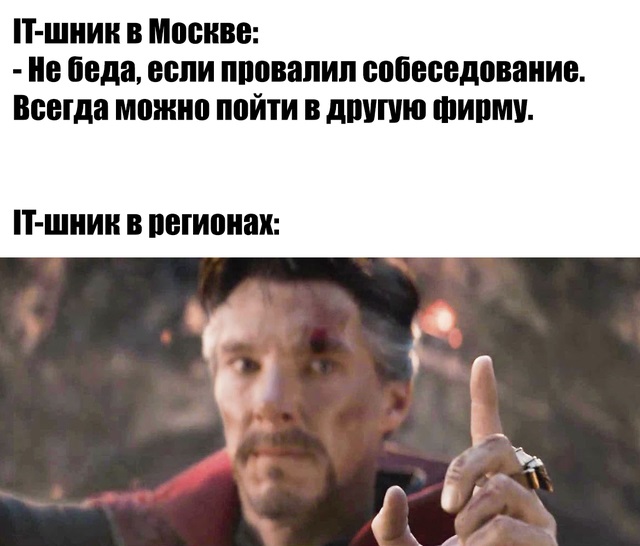 IT-шник в Москве:
- Не беда, если провалил собеседование.
Всегда можно пойти в другую фирму.
IT-шник в регионах: